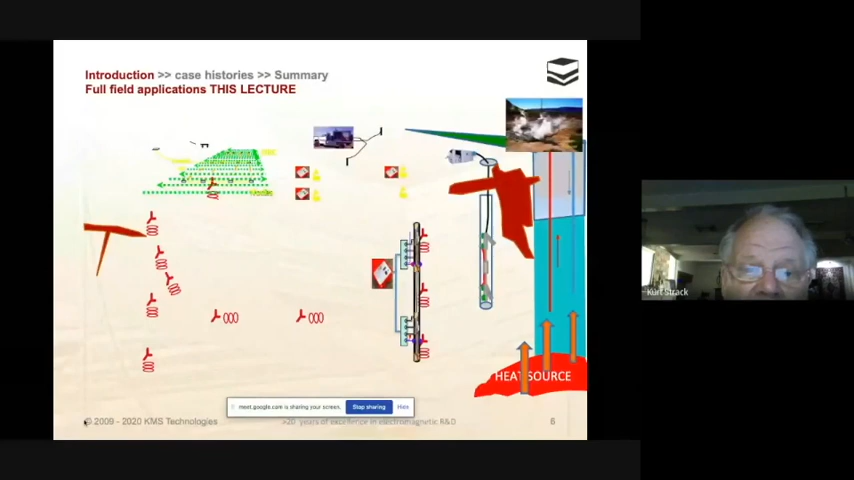 Introduction >> case histories >> Summary
Full field applications THIS LECTURE
HEAT SOURCE
Kurt Strack
meet.google.com is sharing your screen.
Stop sharing
Hide
© 2009 - 2020 KMS Technologies
>20 years of excellence in electromagnetic R&D
6